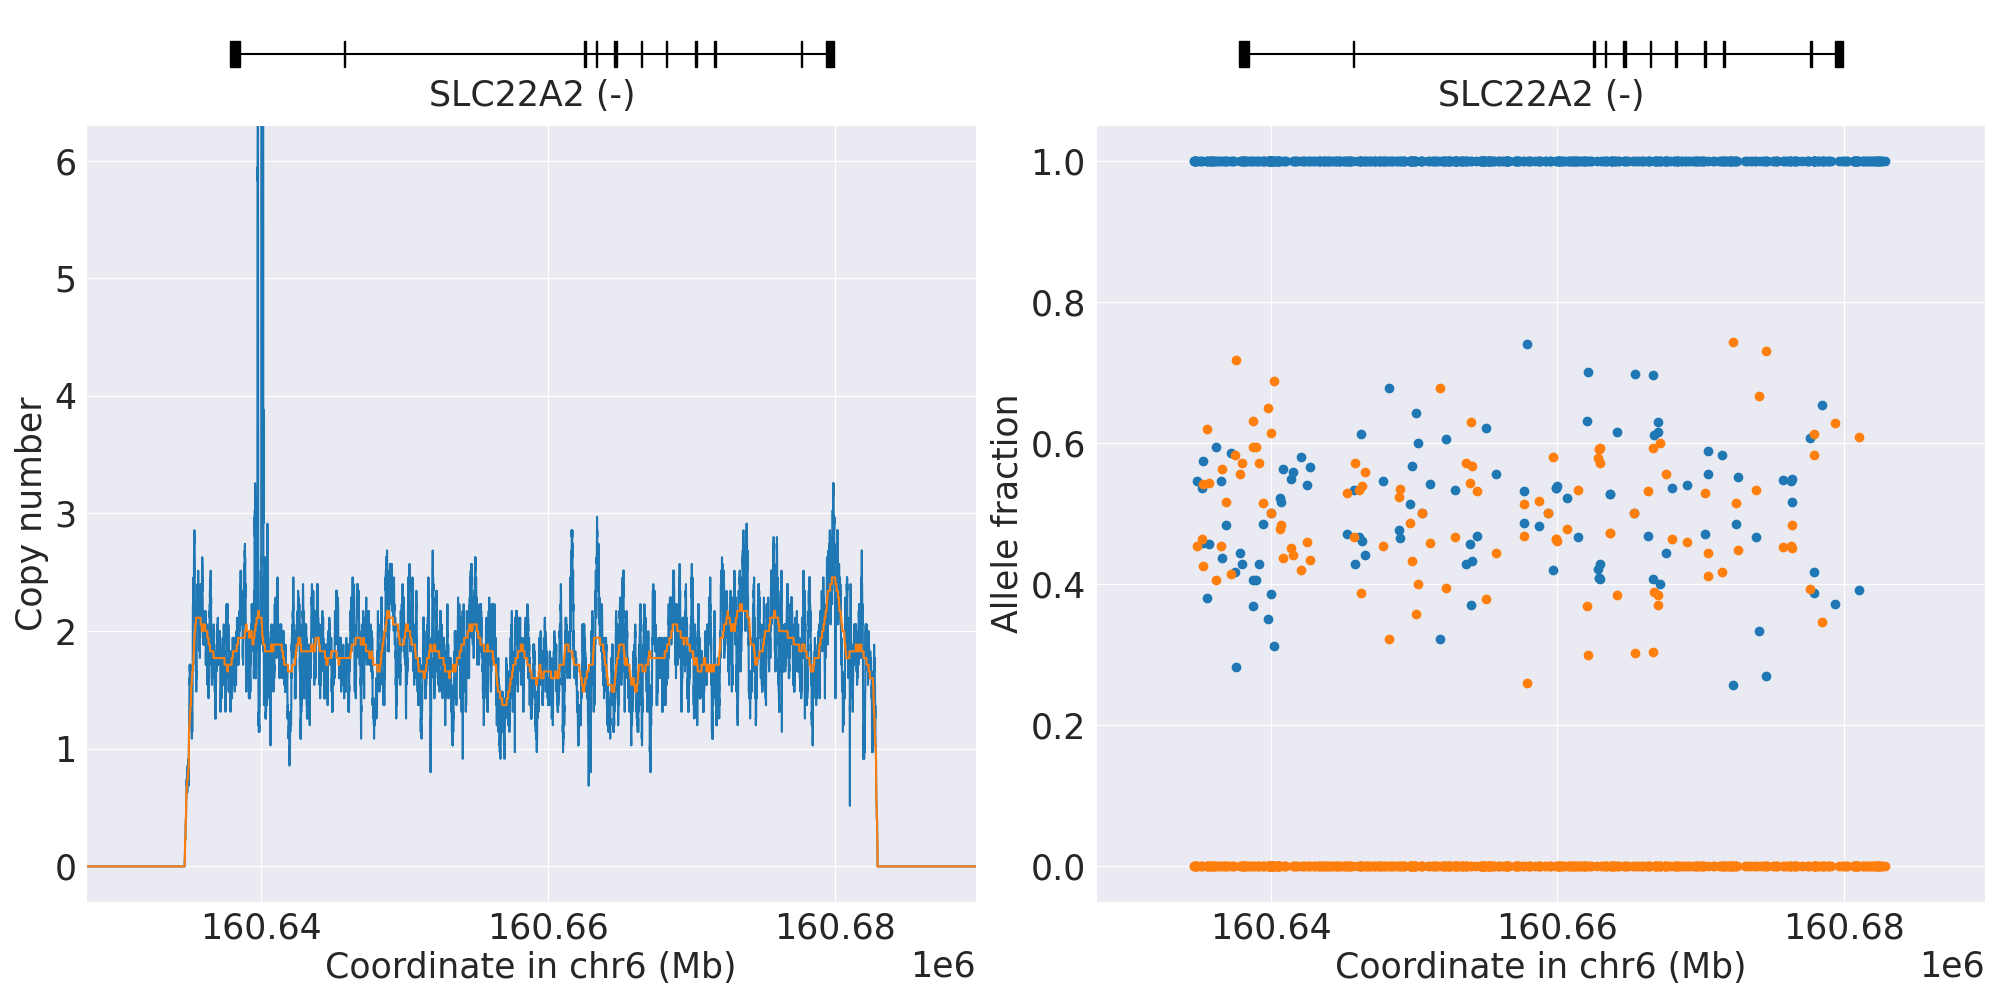 SLC22A2 (-)
6
5
4
3
2
1
0
Copy number
160.64 160.66 160.68
Coordinate in chr6 (Mb)
1e6
SLC22A2 (-)
1.0
0.8
0.6
0.4
0.2
0.0
Allele fraction
160.64 160.66 160.68
Coordinate in chr6 (Mb)
1e6